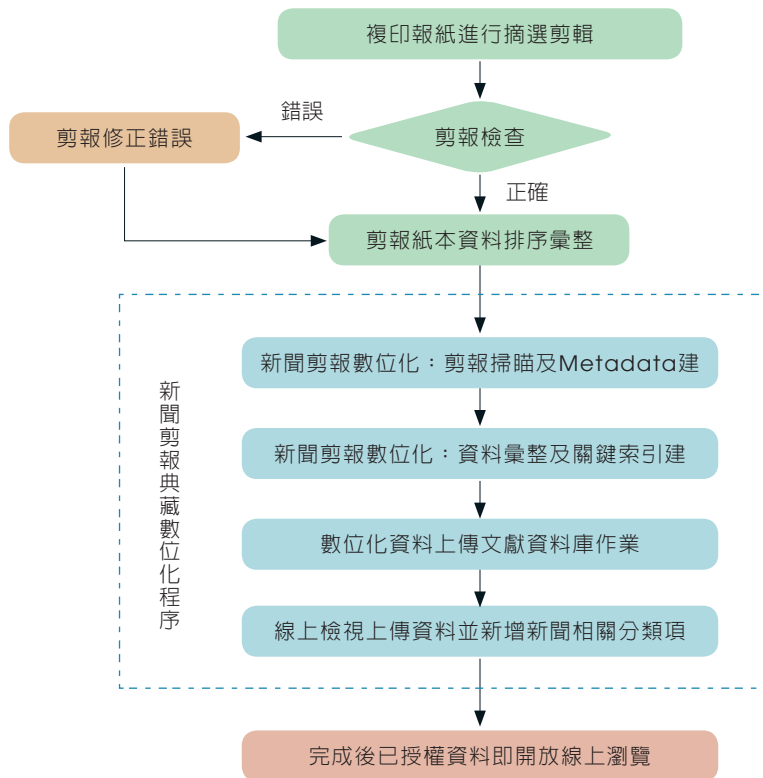 複印報紙進行摘選剪輯
錯誤
剪報修正錯誤
剪報檢查
正確
剪報紙本資料排序彙整
新聞剪報典藏數位化程序
新聞剪報數位化：剪報掃瞄及Metadata建
新聞剪報數位化：資料彙整及關鍵索引建
數位化資料上傳文獻資料庫作業
線上檢視上傳資料並新增新聞相關分類項
完成後已授權資料即開放線上瀏覽